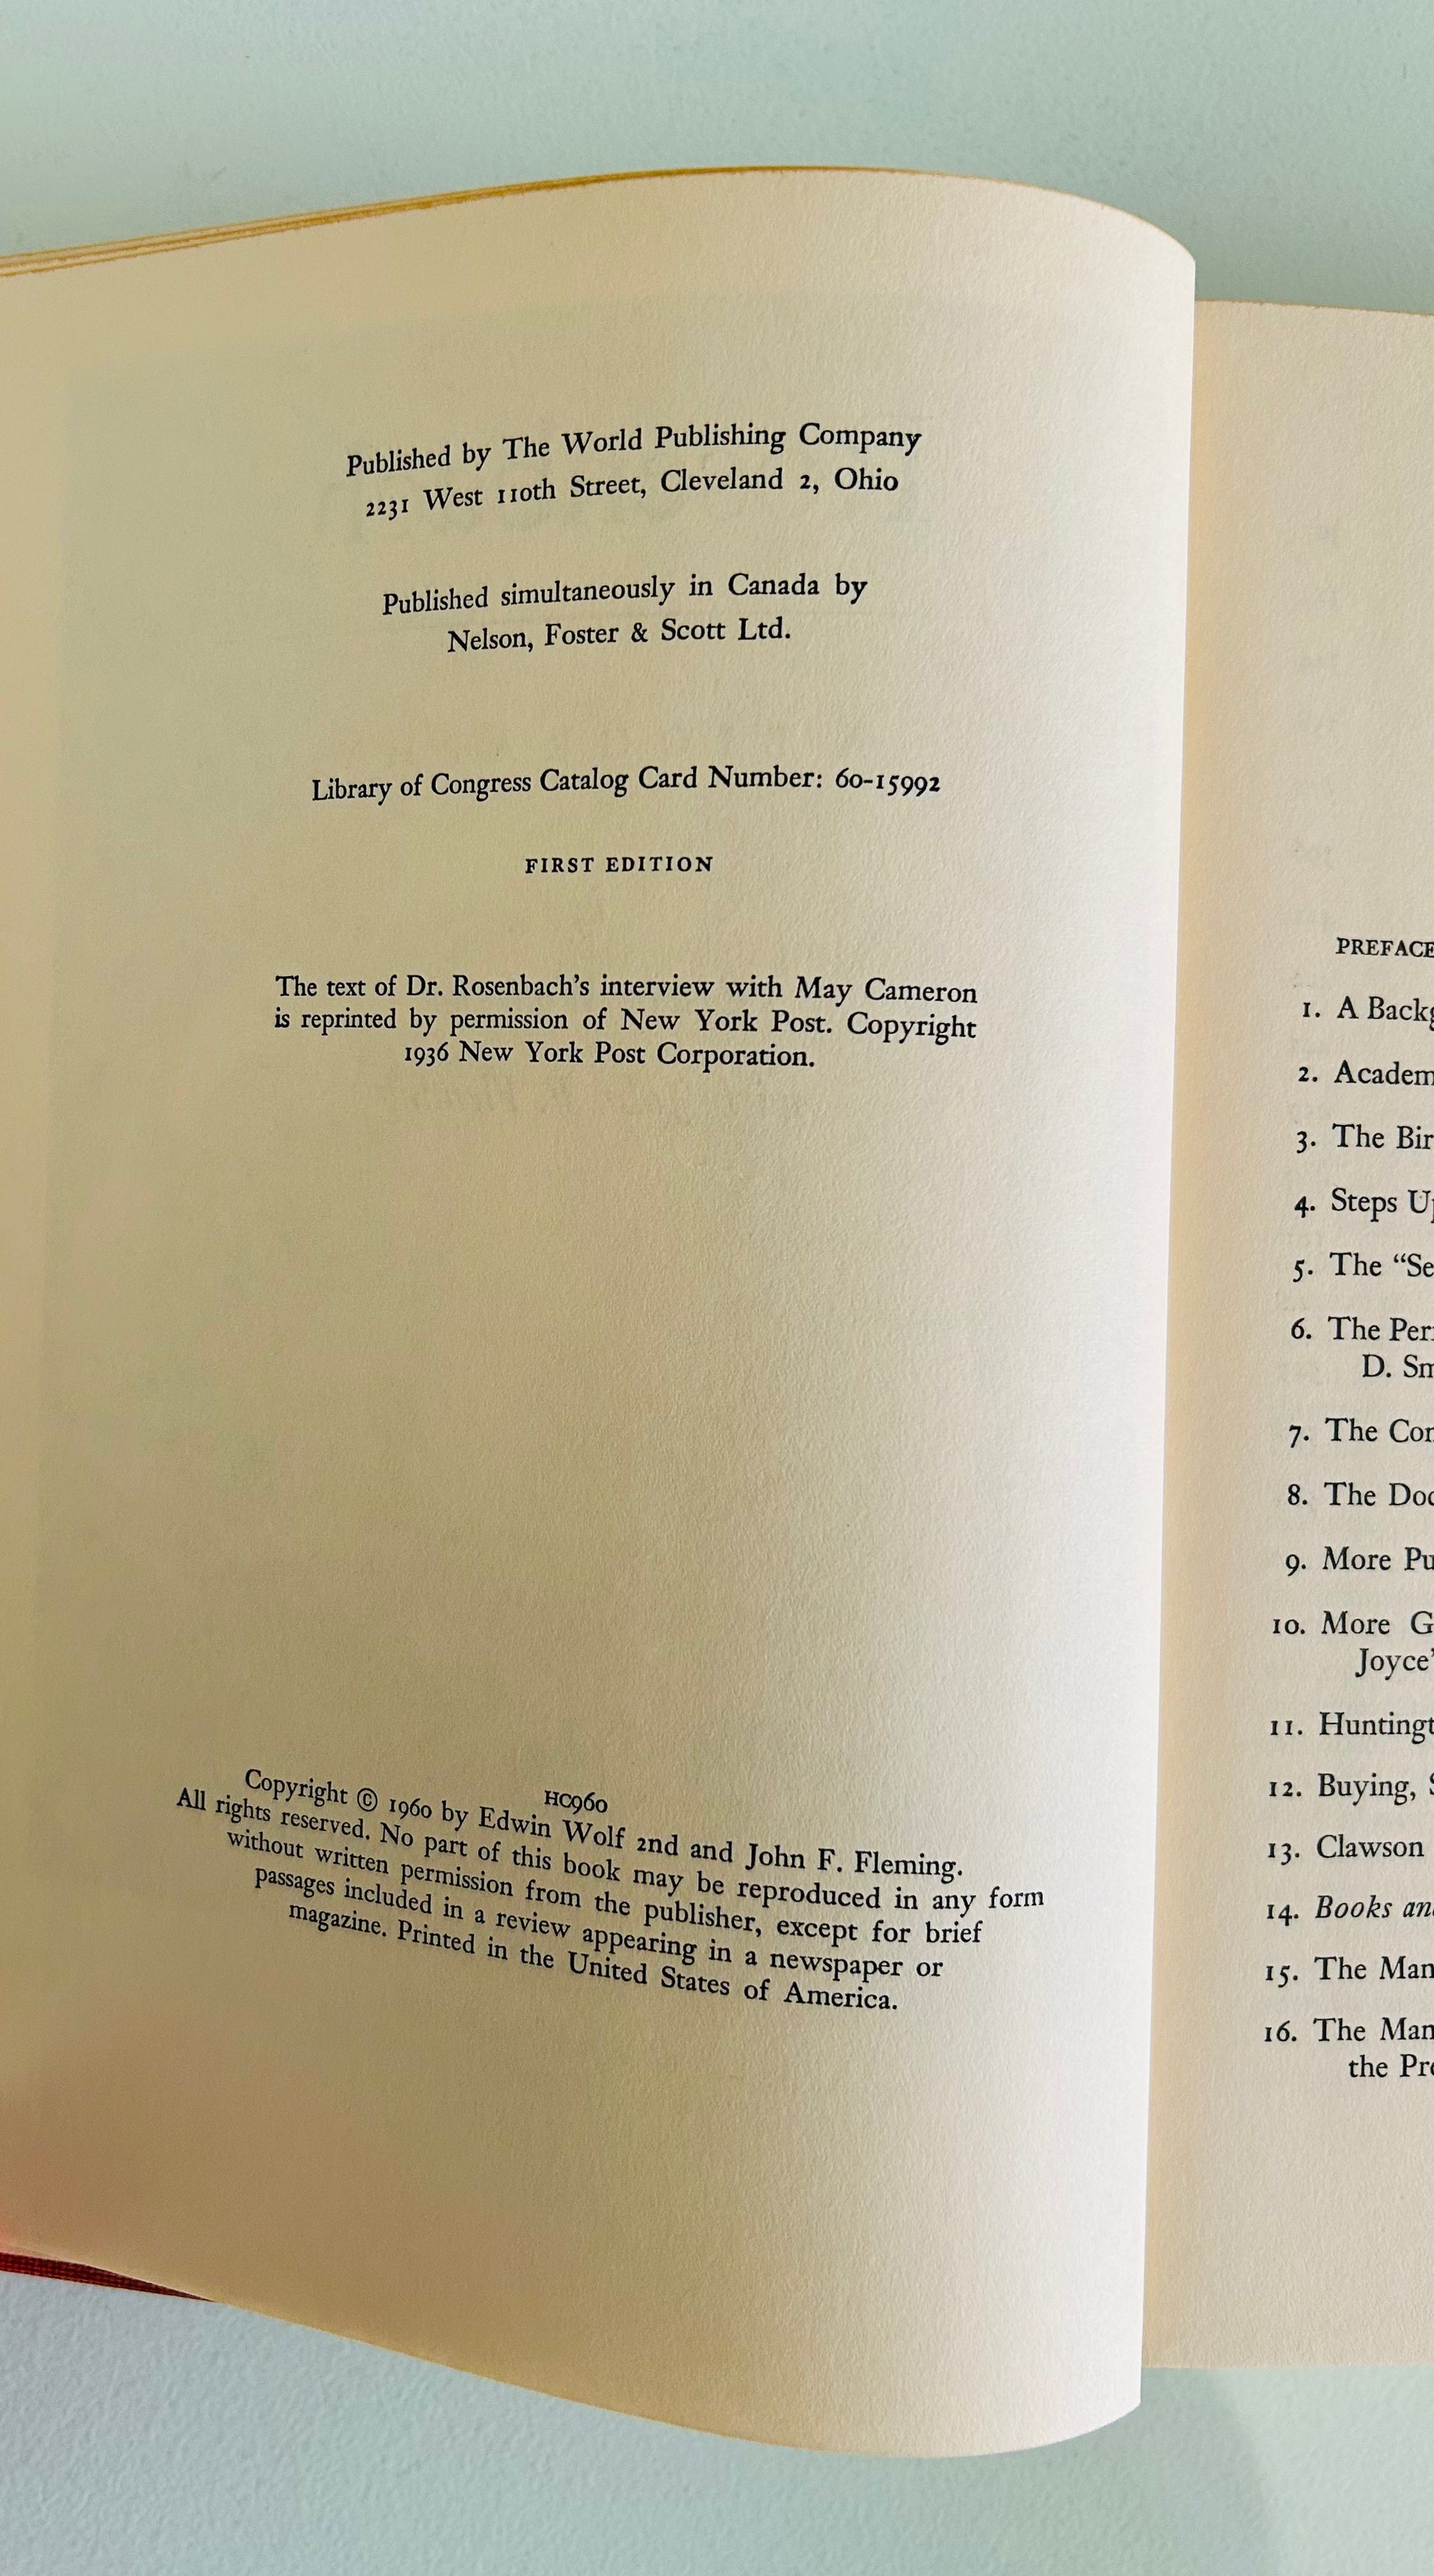 Published by The World Publishing Company
2231 West 110th Street, Cleveland 2, Ohio
Published simultaneously in Canada by
Nelson, Foster & Scott Ltd.
Library of Congress Catalog Card Number: 60-15992
FIRST EDITION
The text of Dr. Rosenbach's interview with May Cameron
is reprinted by permission of New York Post. Copyright
1936 New York Post Corporation.
HC960
Copyright © 1960 by Edwin Wolf 2nd and John F. Fleming.
All rights reserved. No part of this book may be reproduced in any form
without written permission from the publisher, except for brief
passages included in a review appearing in a newspaper or
magazine. Printed in the United States of America.
PREFACE
1. A
2.
3. The
4. Steps
5. The
6. The
D.
7. The
8. The
9. More
10. More
Joyce'
11.
12. Buying,
13. Clawson
14. Books
15. The
16. The
the